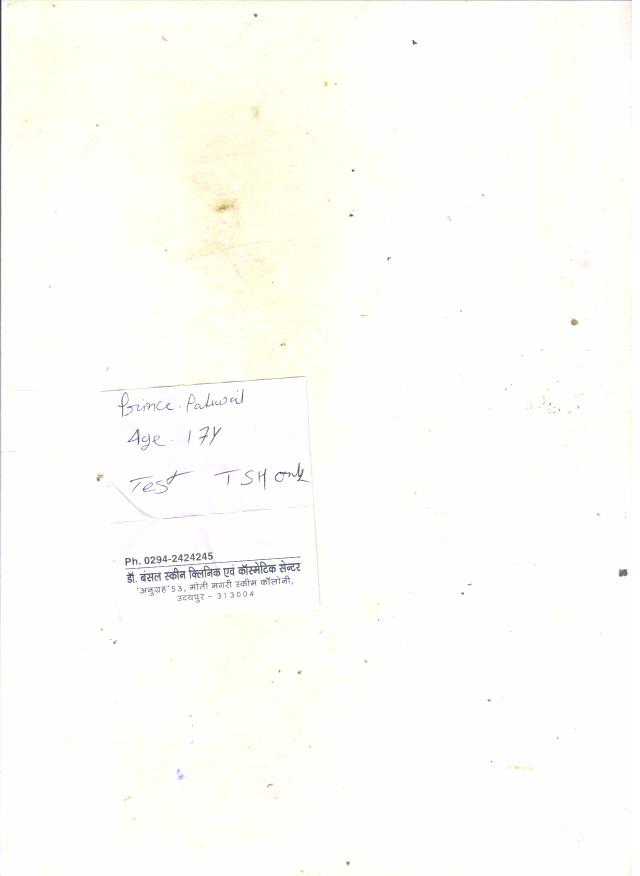 Prince. Paliwal
Age. 17Y
Test TSH only
Ph. 0294-2424245
डॉ. बंसल स्कीन क्लिनिक एवं कॉस्मेटिक सेन्टर
'अनुग्रह' 53, मोती मगरी स्कीम कॉलोनी,
उदयपुर - 313004